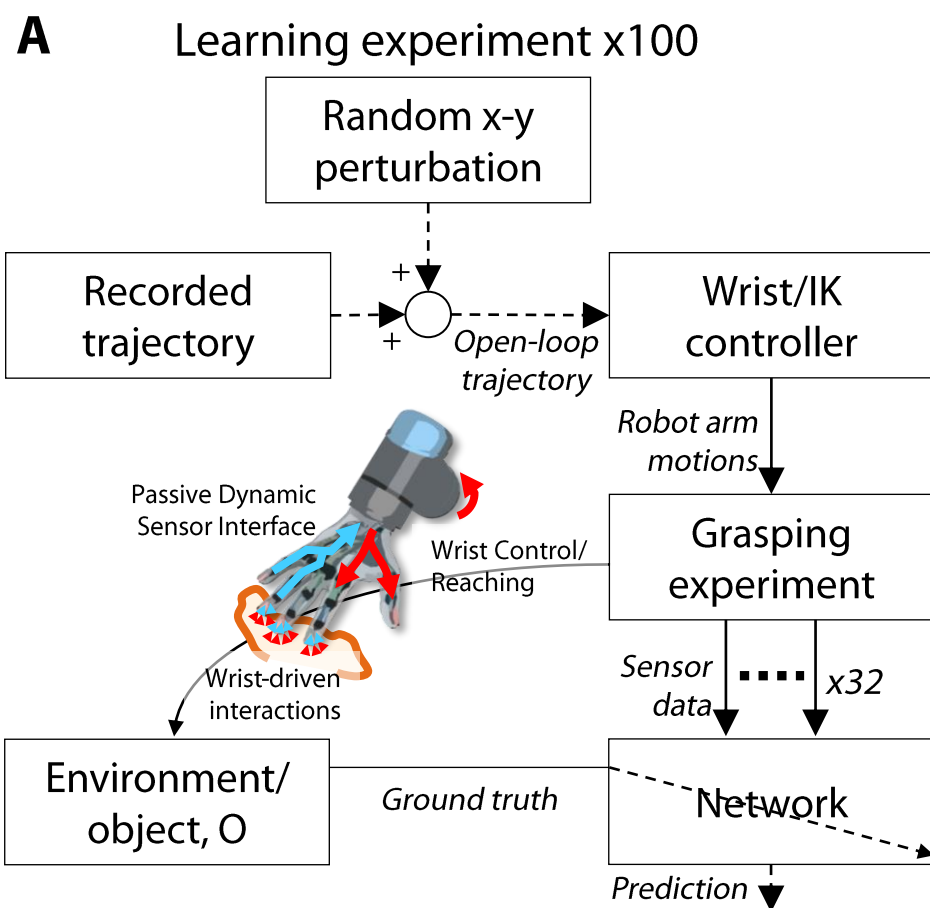 A
Learning experiment x100
Random x-y
perturbation
+
Recorded
trajectory
+
Open-loop
trajectory
Wrist/IK
controller
Robot arm
motions
Passive Dynamic
Sensor Interface
Wrist Control/
Reaching
Grasping
experiment
Wrist-driven
interactions
Sensor
data
x32
Environment/
object, O
Ground truth
Network
Prediction